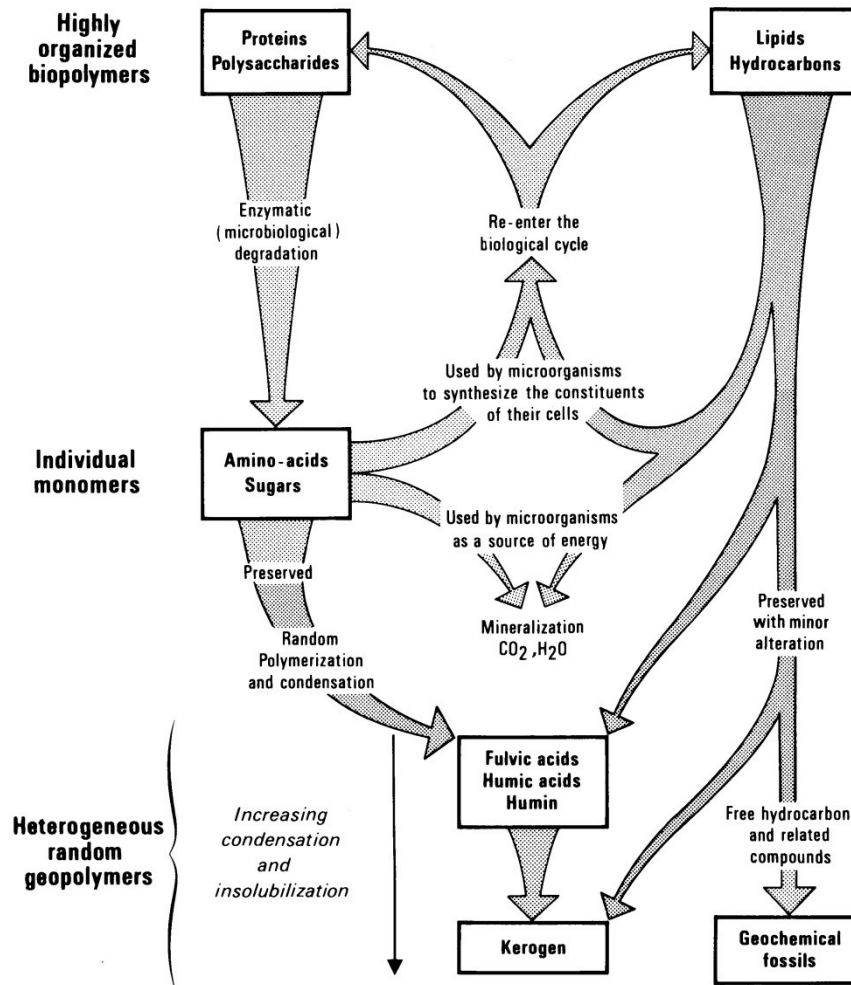 Highly
organized
biopolymers
Proteins
Polysaccharides
Lipids
Hydrocarbons
Enzymatic
(microbiological)
degradation
Re-enter the
biological cycle
Used by microorganisms
to synthesize the constituents
of their cells
Individual
monomers
Amino-acids
Sugars
Used by microorganisms
as a source of energy
Preserved
Mineralization
CO2, H2O
Preserved
with minor
alteration
Random
Polymerization
and condensation
Heterogeneous
random
geopolymers
Increasing
condensation
and
insolubilization
Fulvic acids
Humic acids
Humin
Free hydrocarbon
and related
compounds
Kerogen
Geochemical
fossils